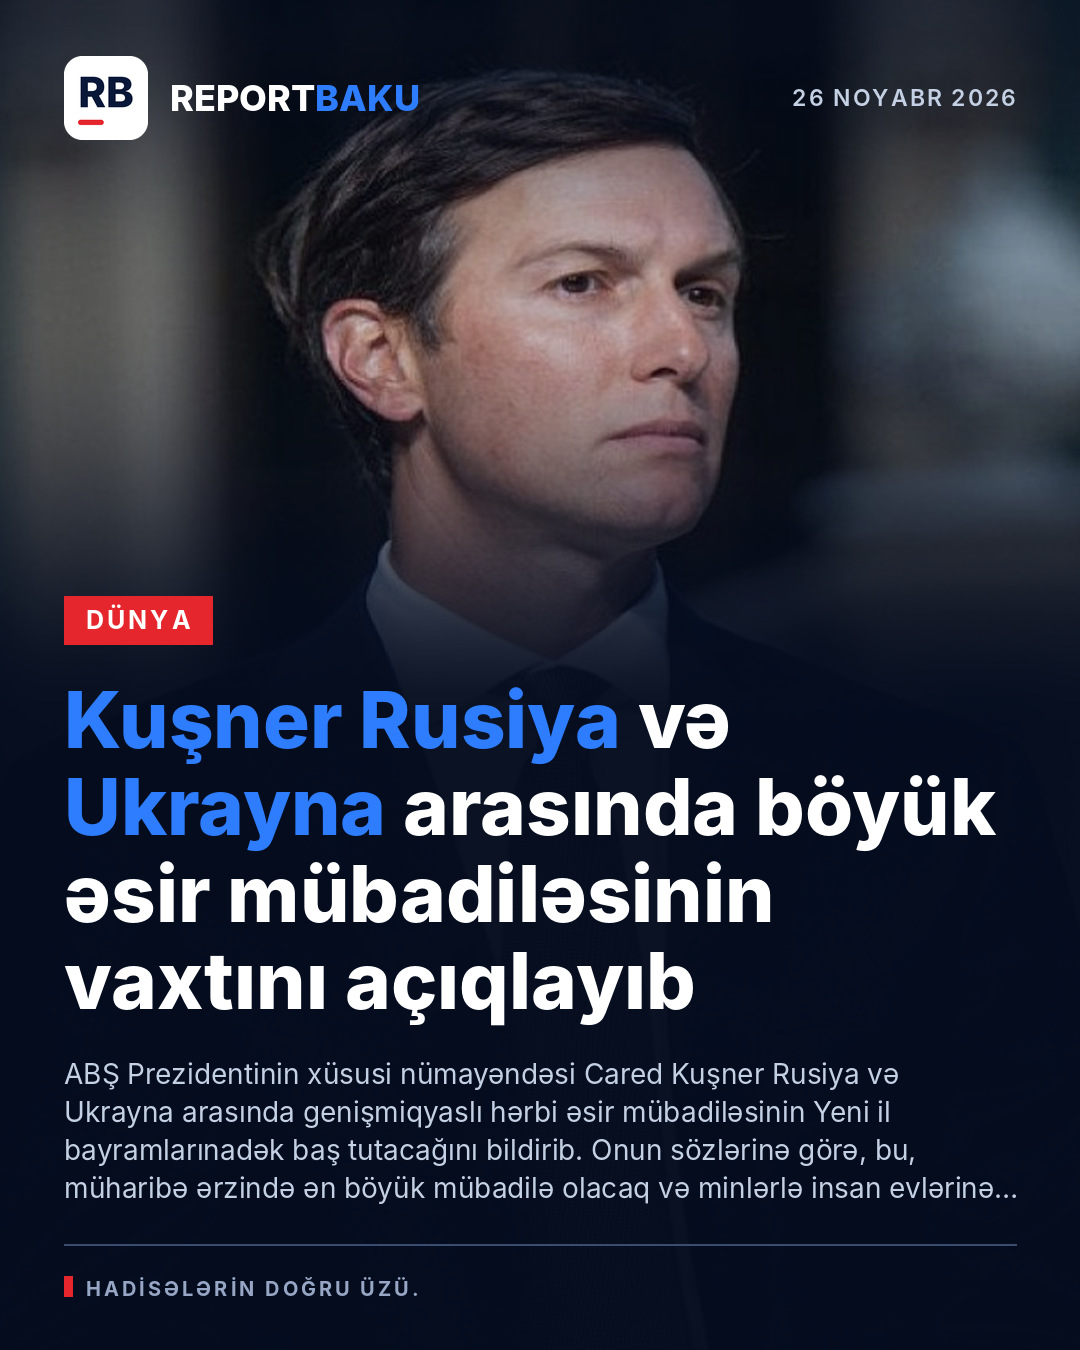 RB
REPORTBAKU
26 NOYABR 2026
DÜNYA
Kuşner Rusiya və
Ukrayna arasında böyük
əsir mübadiləsinin
vaxtını açıqlayıb
ABŞ Prezidentinin xüsusi nümayəndəsi Cared Kuşner Rusiya və
Ukrayna arasında genişmiqyaslı hərbi əsir mübadiləsinin Yeni il
bayramlarınadək baş tutacağını bildirib. Onun sözlərinə görə, bu,
müharibə ərzində ən böyük mübadilə olacaq və minlərlə insan evlərinə...
HADİSƏLƏRİN DOĞRU ÜZÜ.